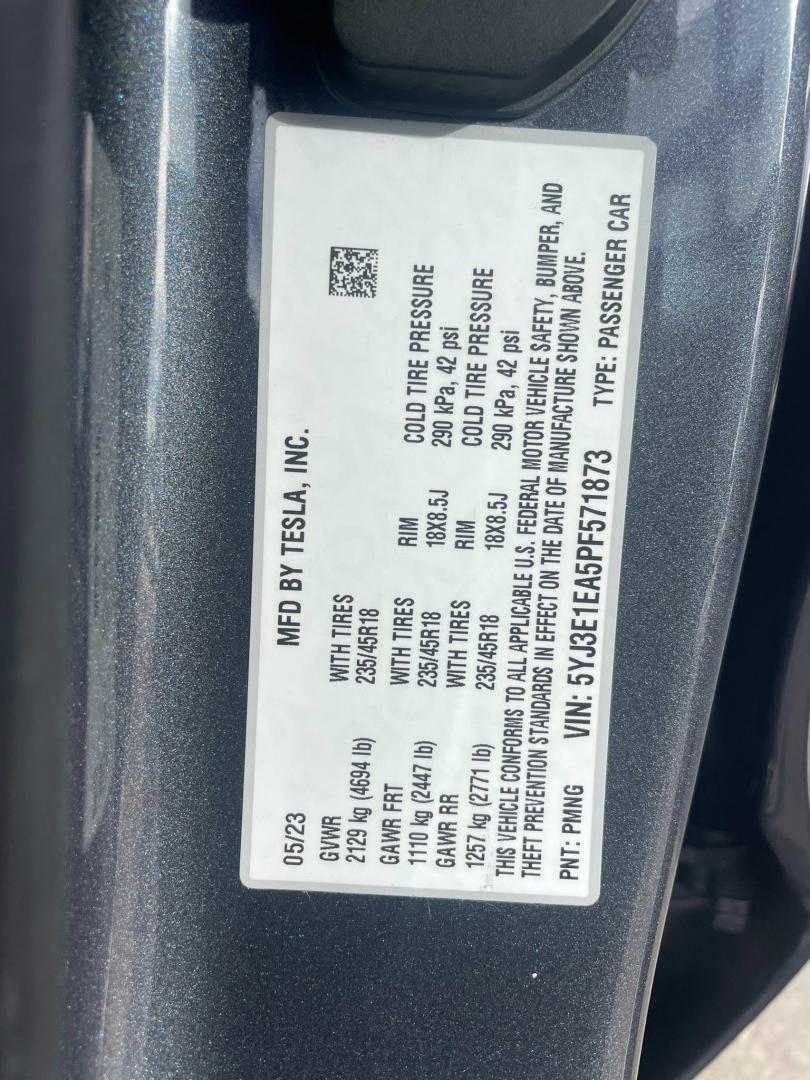 05/23 MFD BY TESLA, INC.
GVWR WITH TIRES
2129 kg (4694 lb) 235/45R18
GAWR FRT WITH TIRES RIM COLD TIRE PRESSURE
1110 kg (2447 lb) 235/45R18 18X8.5J 290 kPa, 42 psi
GAWR RR WITH TIRES RIM COLD TIRE PRESSURE
1257 kg (2771 lb) 235/45R18 18X8.5J 290 kPa, 42 psi
THIS VEHICLE CONFORMS TO ALL APPLICABLE U.S. FEDERAL MOTOR VEHICLE SAFETY, BUMPER, AND
THEFT PREVENTION STANDARDS IN EFFECT ON THE DATE OF MANUFACTURE SHOWN ABOVE.
PNT: PMNG VIN: 5YJ3E1EA5PF571873 TYPE: PASSENGER CAR